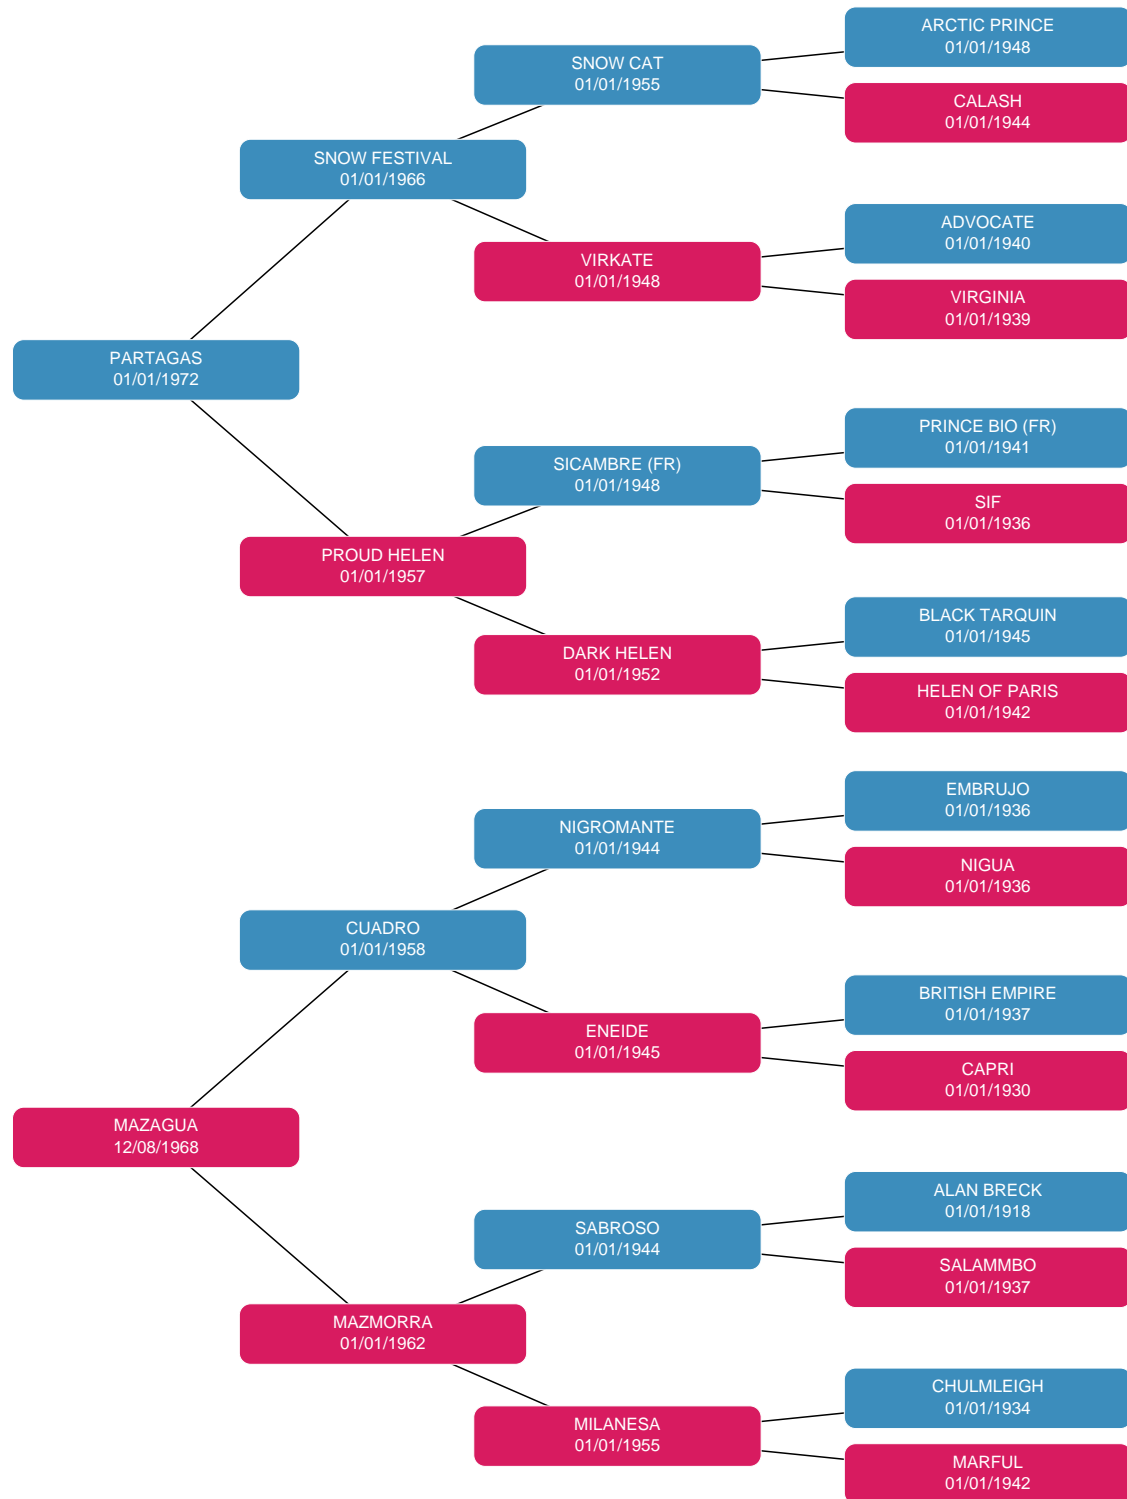 ARCTIC PRINCE
01/01/1948
SNOW CAT
01/01/1955
CALASH
01/01/1944
SNOW FESTIVAL
01/01/1966
ADVOCATE
01/01/1940
VIRKATE
01/01/1948
VIRGINIA
01/01/1939
PARTAGAS
01/01/1972
PRINCE BIO (FR)
01/01/1941
SICAMBRE (FR)
01/01/1948
SIF
01/01/1936
PROUD HELEN
01/01/1957
BLACK TARQUIN
01/01/1945
DARK HELEN
01/01/1952
HELEN OF PARIS
01/01/1942
EMBRUJO
01/01/1936
NIGROMANTE
01/01/1944
NIGUA
01/01/1936
CUADRO
01/01/1958
BRITISH EMPIRE
01/01/1937
ENEIDE
01/01/1945
CAPRI
01/01/1930
MAZAGUA
12/08/1968
ALAN BRECK
01/01/1918
SABROSO
01/01/1944
SALAMMBO
01/01/1937
MAZMORRA
01/01/1962
CHULMLEIGH
01/01/1934
MILANESA
01/01/1955
MARFUL
01/01/1942